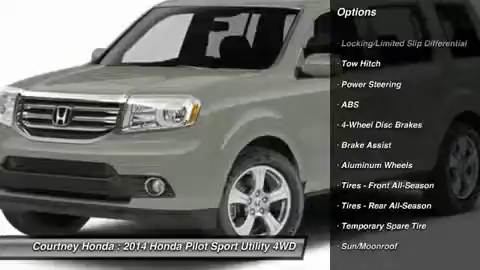 Options
· Locking/Limited Slip Differential
· Tow Hitch
· Power Steering
· ABS
· 4-Wheel Disc Brakes
· Brake Assist
· Aluminum Wheels
· Tires - Front All-Season
· Tires - Rear All-Season
· Temporary Spare Tire
· Sun/Moonroof
Courtney Honda : 2014 Honda Pilot Sport Utility 4WD